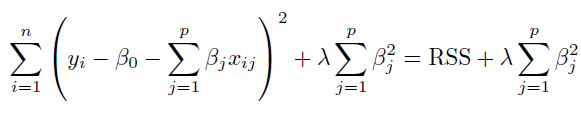 $$\sum_{i=1}^{n} \left( y_i - \beta_0 - \sum_{j=1}^{p} \beta_j x_{ij} \right)^2 + \lambda \sum_{j=1}^{p} \beta_j^2 = \text{RSS} + \lambda \sum_{j=1}^{p} \beta_j^2$$